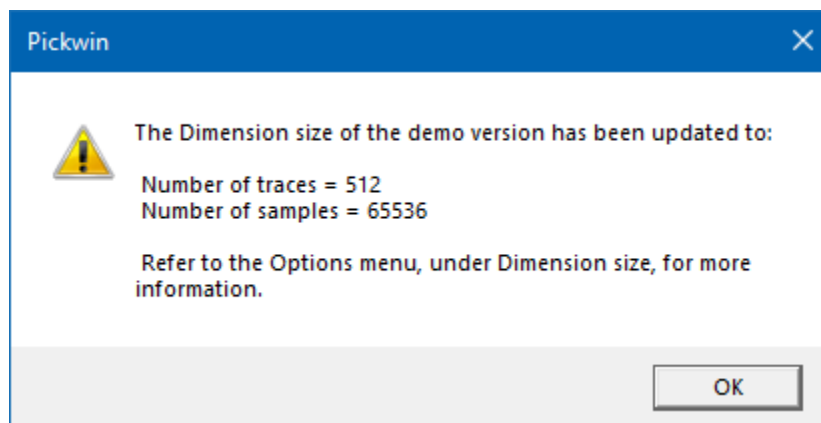 Pickwin
The Dimension size of the demo version has been updated to:
Number of traces = 512
Number of samples = 65536
Refer to the Options menu, under Dimension size, for more
information.
OK